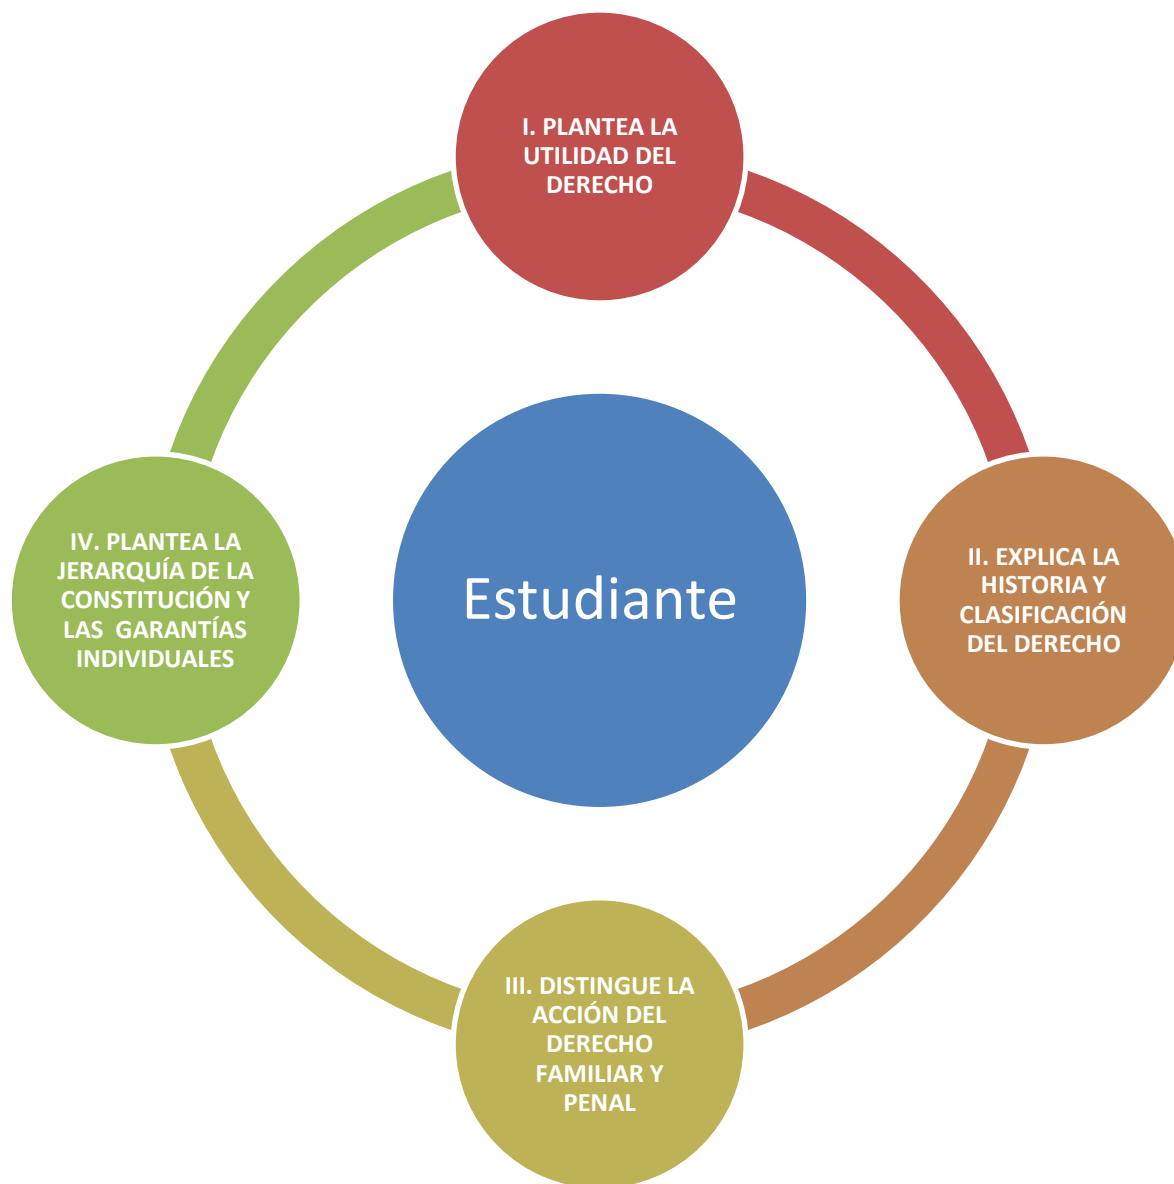 I. PLANTEA LA
UTILIDAD DEL
DERECHO
II. EXPLICA LA
HISTORIA Y
CLASIFICACIÓN
DEL DERECHO
III. DISTINGUE LA
ACCIÓN DEL
DERECHO
FAMILIAR Y
PENAL
IV. PLANTEA LA
JERARQUÍA DE LA
CONSTITUCIÓN Y
LAS GARANTÍAS
INDIVIDUALES
Estudiante